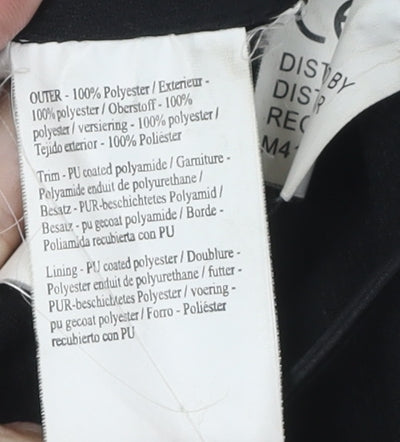 OUTER - 100% Polyester / Exterieur -
100% polyester / Oberstoff - 100%
polyester / versiering - 100% polyester /
Tejido exterior - 100% Poliester
Trim - PU coated polyamide / Garniture -
Polyamide enduit de polyurethane /
Besatz - PUR-beschichtetes Polyamid /
Besatz - pu gecoat polyamide / Borde -
Poliamida recubierta con PU
Lining - PU coated polyester / Doublure -
Polyester enduit de polyurethane / futter -
PUR-beschichtetes Polyester / voering -
pu gecoat polyester / Forro - Poliéster
recubierto con PU
CE
DIST
BY
DIST
REG
M4